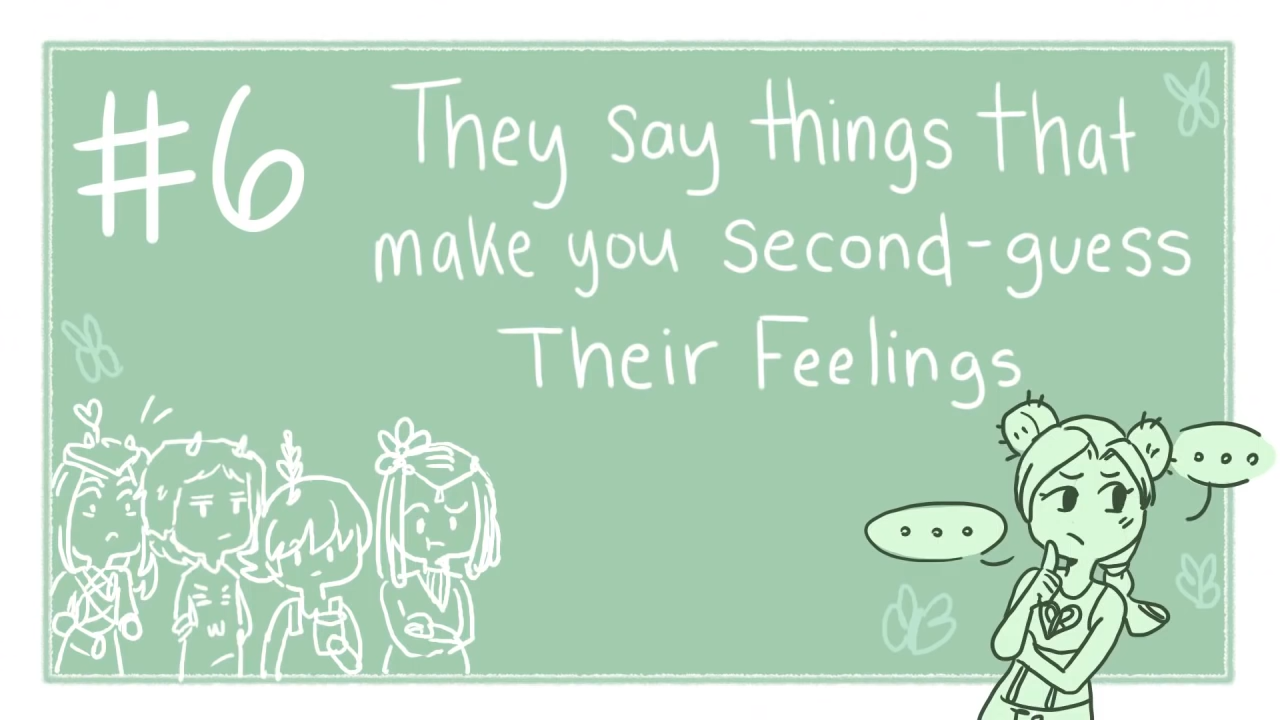 #6
They say things that
make you second-guess
Their Feelings
...
...